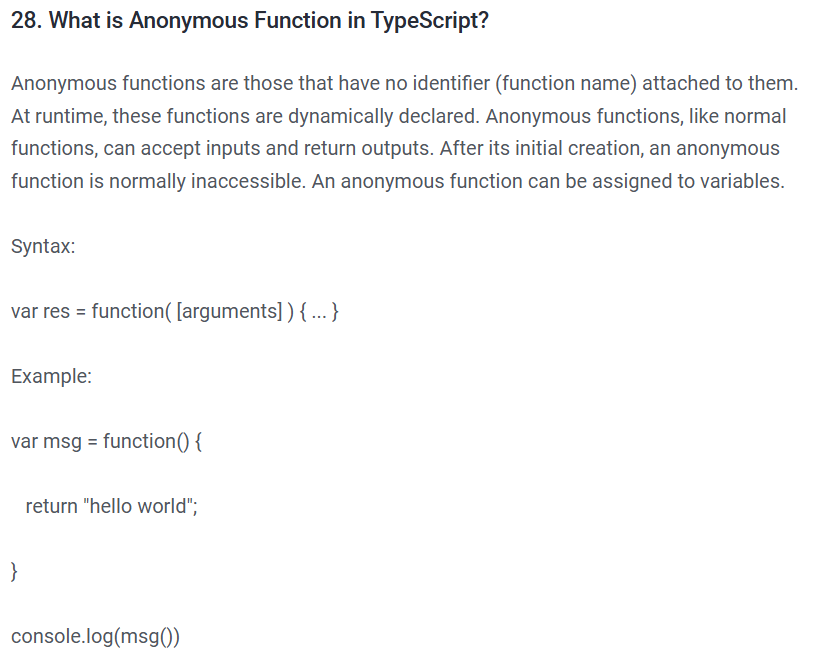 28. What is Anonymous Function in TypeScript?
Anonymous functions are those that have no identifier (function name) attached to them.
At runtime, these functions are dynamically declared. Anonymous functions, like normal
functions, can accept inputs and return outputs. After its initial creation, an anonymous
function is normally inaccessible. An anonymous function can be assigned to variables.
Syntax:
var res = function( [arguments] ) { ... }
Example:
var msg = function() {
return "hello world";
}
console.log(msg())